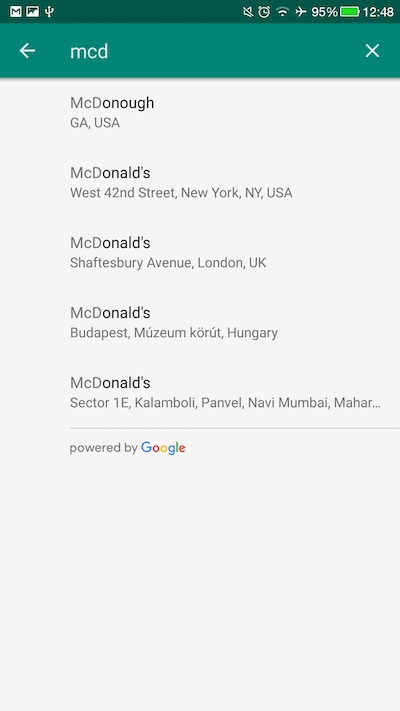 95% 12:48
mcd
McDonough
GA, USA
McDonald's
West 42nd Street, New York, NY, USA
McDonald's
Shaftesbury Avenue, London, UK
McDonald's
Budapest, Múzeum körút, Hungary
McDonald's
Sector 1E, Kalamboli, Panvel, Navi Mumbai, Mahar...
powered by Google